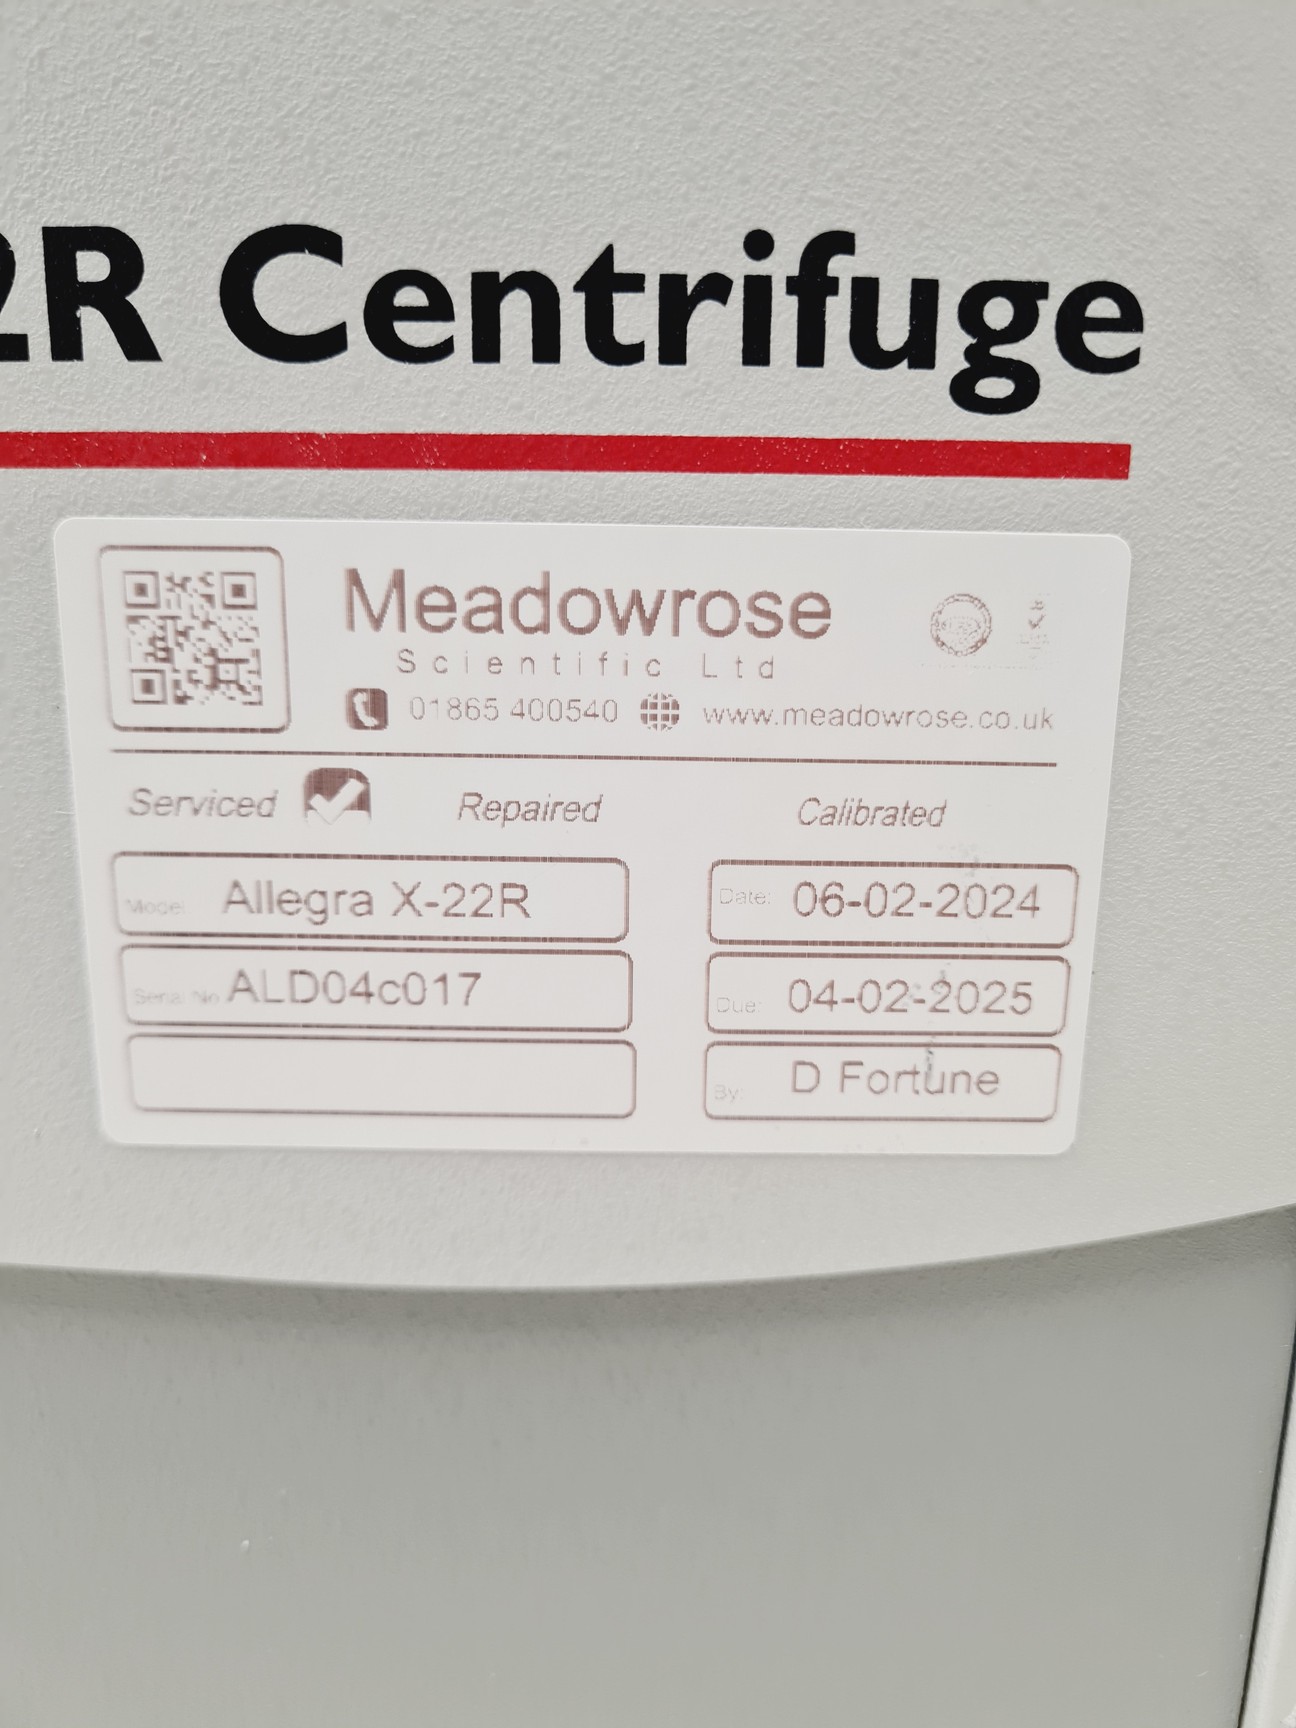 2R Centrifuge
Meadowrose
Scientific Ltd
01865 400540 www.meadowrose.co.uk
Serviced Repaired Calibrated
Model: Allegra X-22R
Date: 06-02-2024
Serial No ALD04c017
Due: 04-02-2025
By: D Fortune